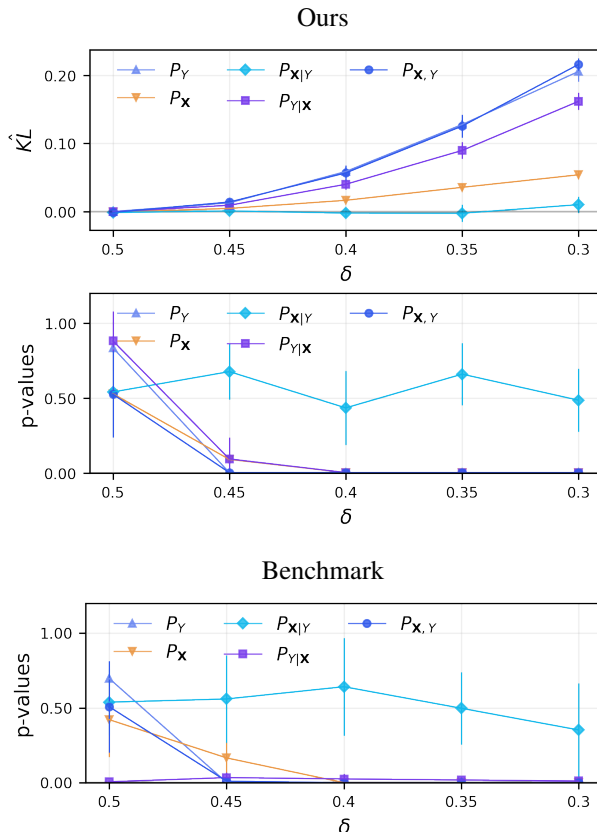 Ours
P_Y P_X|Y P_X, Y
P_X P_Y|X
0.20
0.10
0.00
K̂L
0.5 0.45 0.4 0.35 0.3
δ
P_Y P_X|Y P_X, Y
P_X P_Y|X
1.00
0.50
0.00
p-values
0.5 0.45 0.4 0.35 0.3
δ
Benchmark
P_Y P_X|Y P_X, Y
P_X P_Y|X
1.00
0.50
0.00
p-values
0.5 0.45 0.4 0.35 0.3
δ